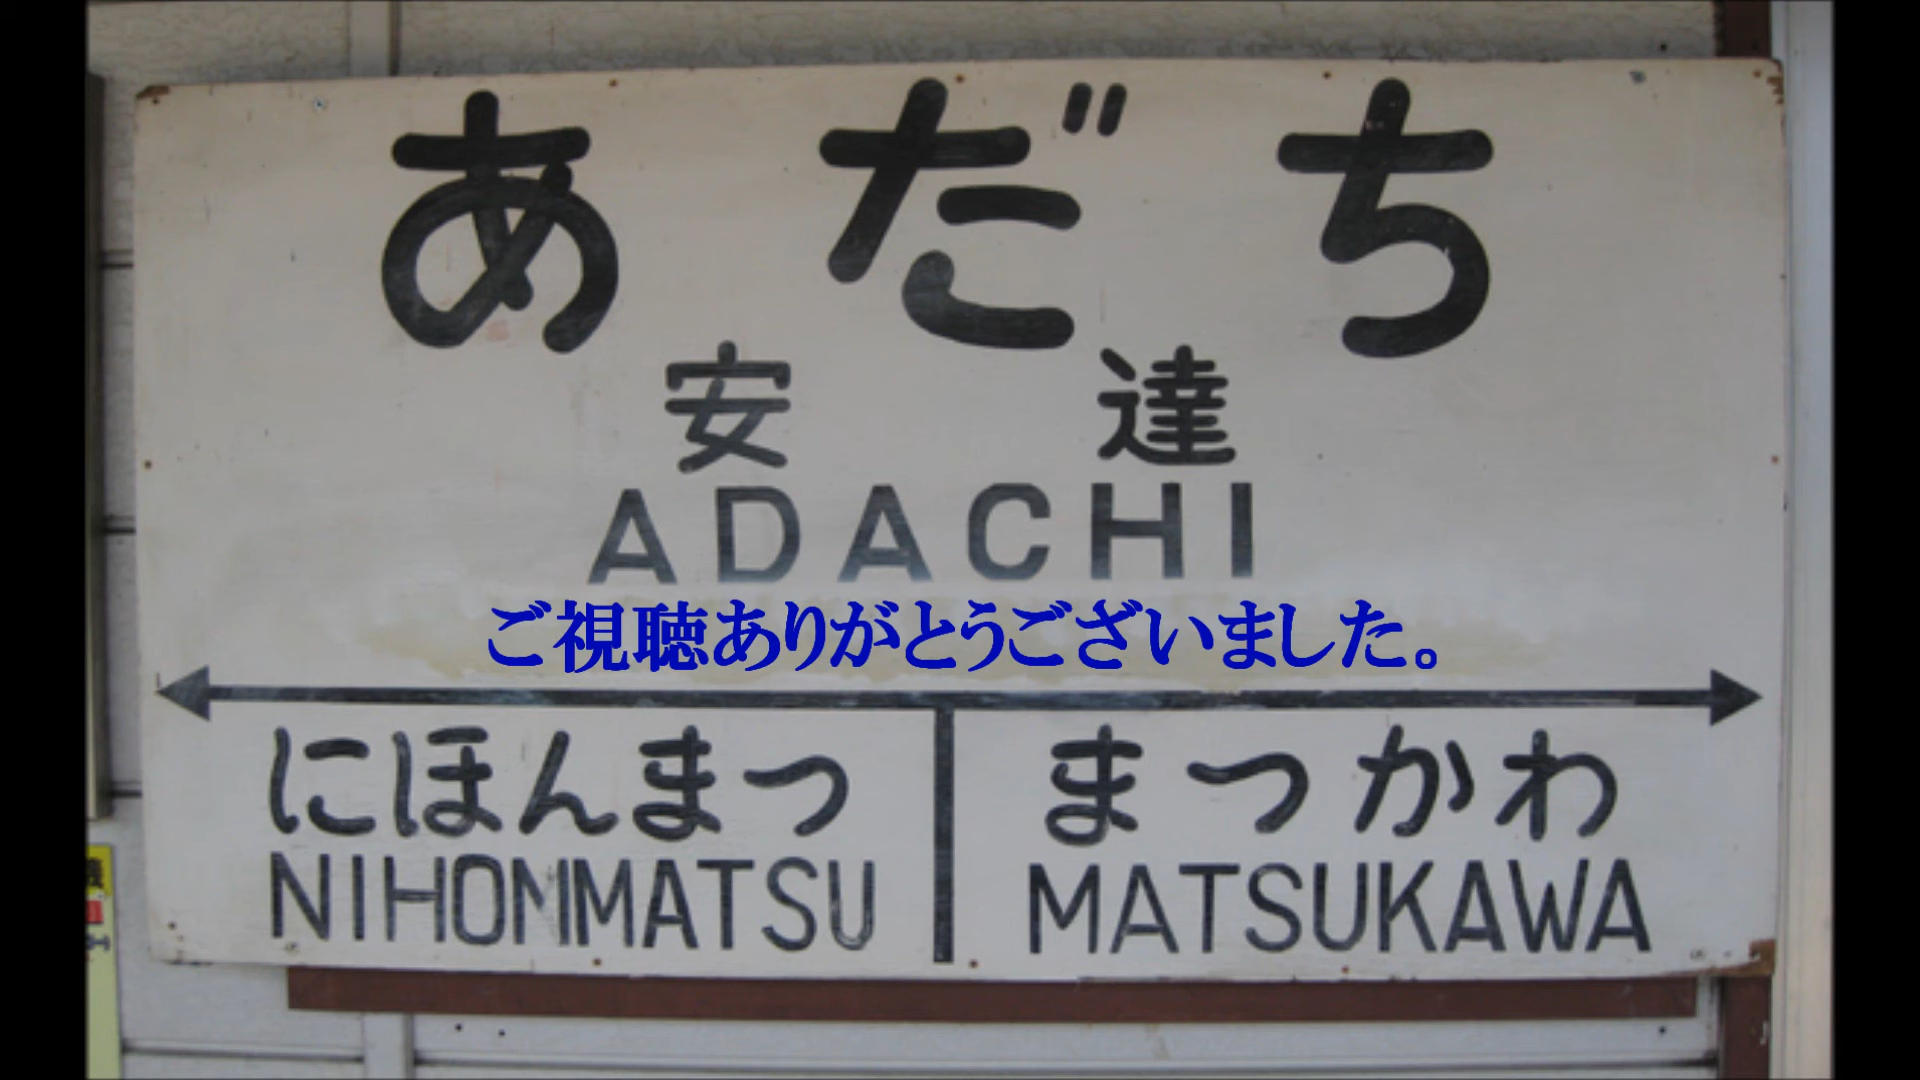 あだち
安達
ADACHI
ご視聴ありがとうございました。
にほんまつ
NIHOMMATSU
まつかわ
MATSUKAWA